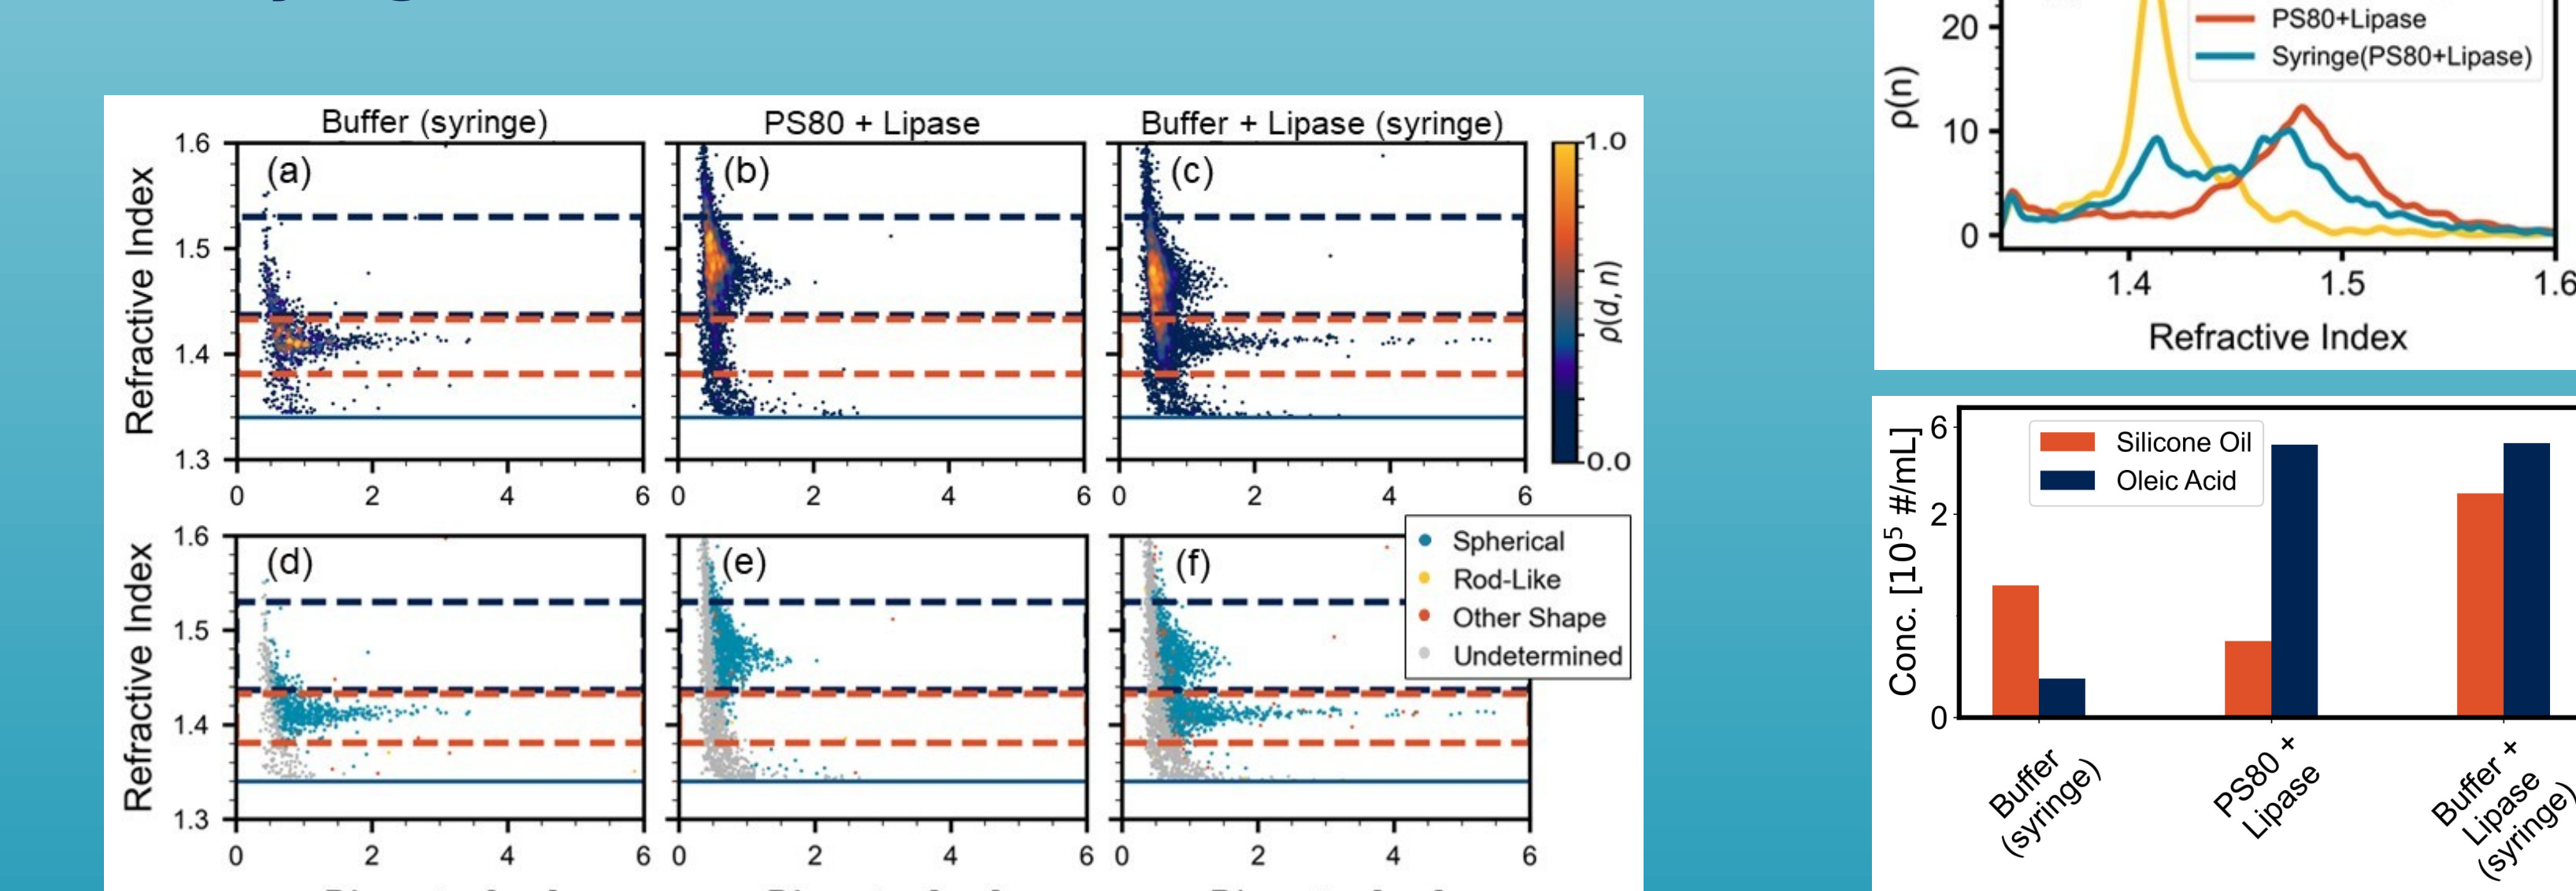 Buffer (syringe)
PS80 + Lipase
Buffer + Lipase (syringe)
Refractive Index
1.6
1.5
1.4
1.3
(a)
(b)
(c)
0 2 4 6
0 2 4 6
0 2 4 6
1.0
0.0
ρ(d, n)
Refractive Index
1.6
1.5
1.4
1.3
(d)
(e)
(f)
Spherical
Rod-Like
Other Shape
Undetermined
0 2 4 6
0 2 4 6
0 2 4 6
ρ(n)
20
10
0
PS80+Lipase
Syringe(PS80+Lipase)
1.4 1.5 1.6
Refractive Index
Conc. [10⁵ #/mL]
6
2
0
Silicone Oil
Oleic Acid
Buffer
(syringe)
PS80 +
Lipase
Buffer +
Lipase
(syringe)